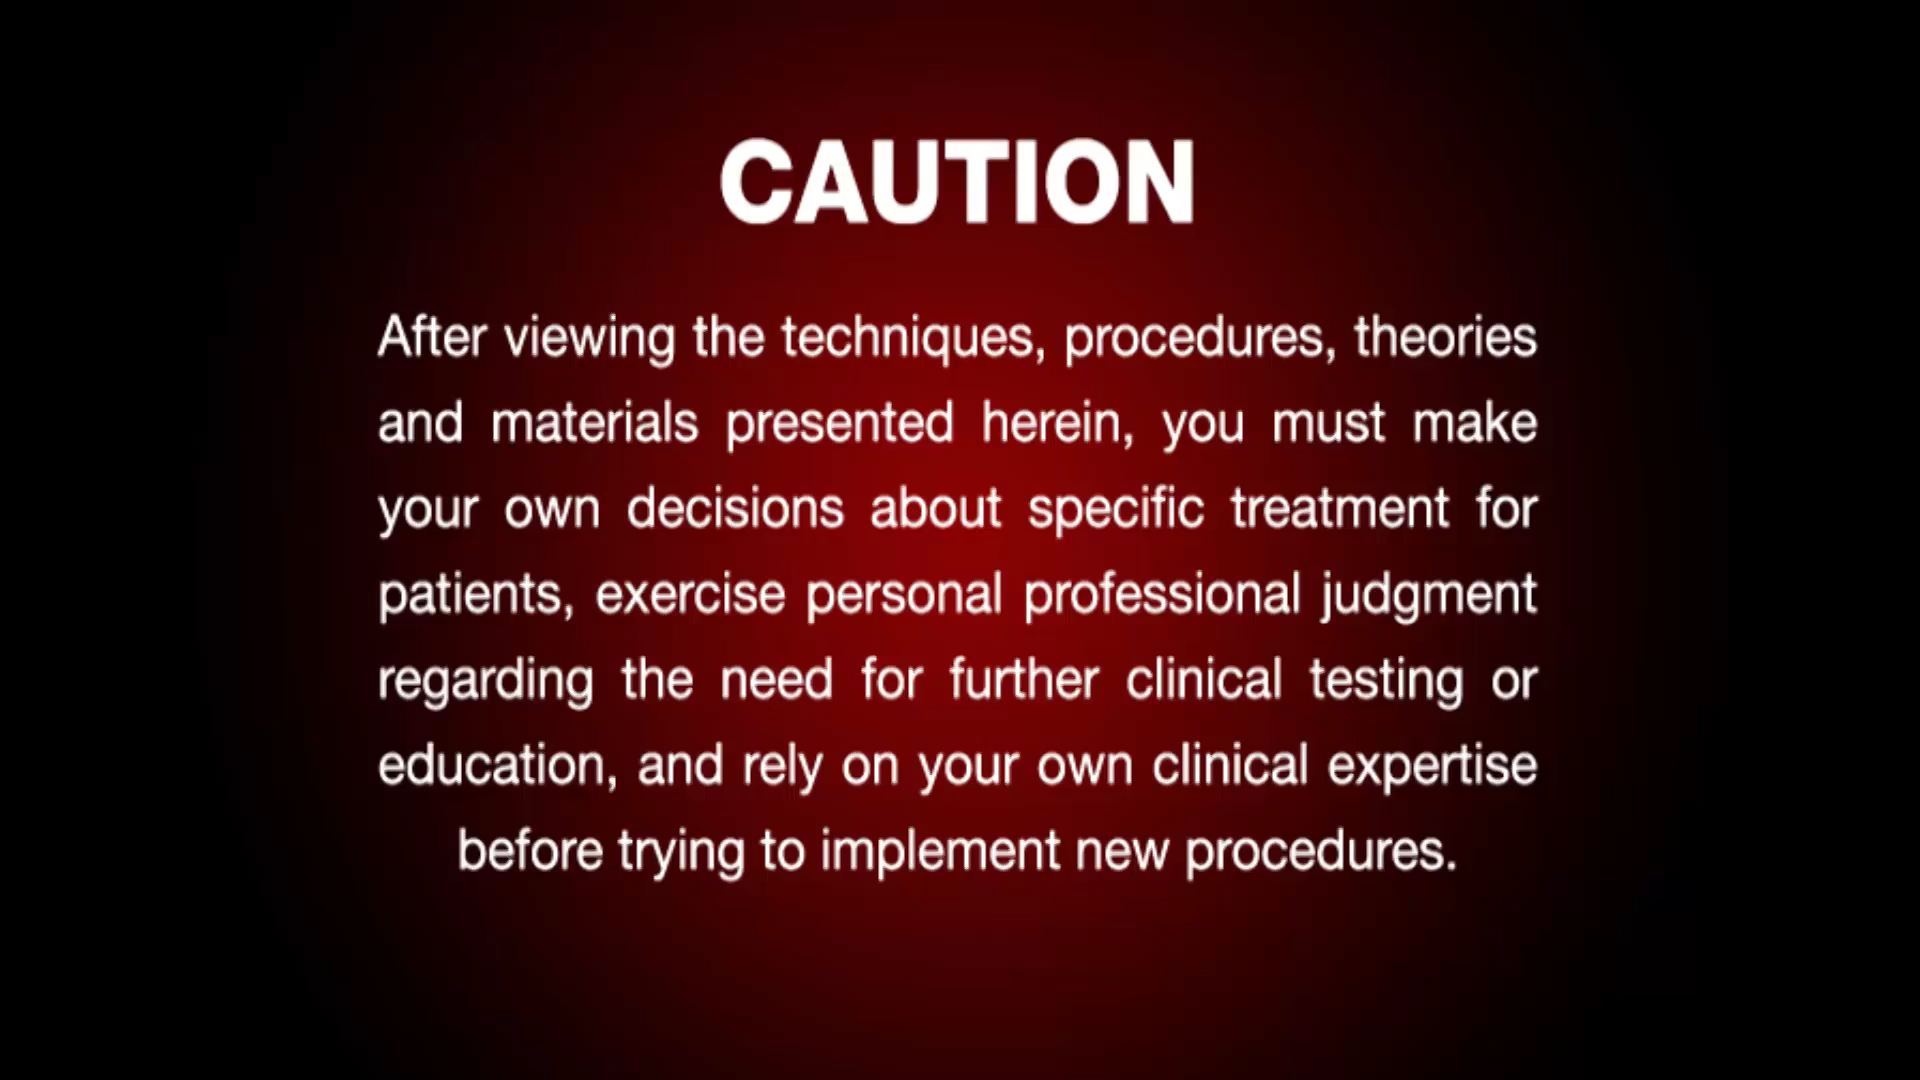 CAUTION
After viewing the techniques, procedures, theories
and materials presented herein, you must make
your own decisions about specific treatment for
patients, exercise personal professional judgment
regarding the need for further clinical testing or
education, and rely on your own clinical expertise
before trying to implement new procedures.